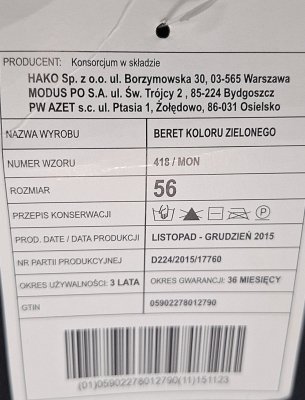 PRODUCENT: Konsorcjum w składzie
HAKO Sp. z o.o. ul. Borzymowska 30, 03-565 Warszawa
MODUS PO S.A. ul. Św. Trójcy 2 , 85-224 Bydgoszcz
PW AZET s.c. ul. Ptasia 1, Żołędowo, 86-031 Osielsko
NAZWA WYROBU BERET KOLORU ZIELONEGO
NUMER WZORU 418 / MON
ROZMIAR 56
PRZEPIS KONSERWACJI P
PROD. DATE / DATA PRODUKCJI LISTOPAD - GRUDZIEŃ 2015
NR PARTII PRODUKCYJNEJ D224/2015/17760
OKRES UŻYWALNOŚCI: 3 LATA OKRES GWARANCJI: 36 MIESIĘCY
GTIN 05902278012790
(01)05902278012790(11)151123